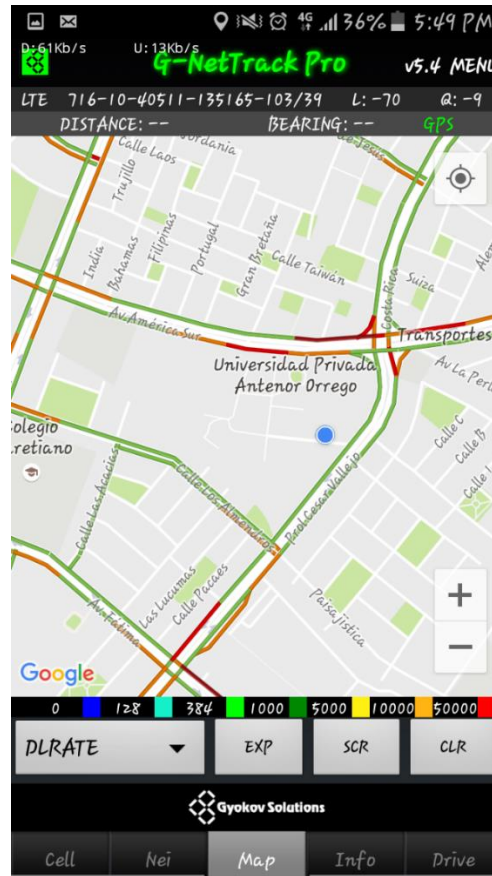 4G 36% 5:49 PM
D:61Kb/s U:13Kb/s
G-NetTrack Pro v5.4 MENU
LTE 716-10-40511-135165-103/39 L: -70 Q: -9
DISTANCE: -- BEARING: -- GPS
Calle Laos
Jordania
de Jesús
Trujillo
India
Bahamas
Filipinas
Portugal
Gran Bretaña
Calle Taiwán
Costa Rica
Suiza
Av. América Sur
Transportes
Universidad Privada
Antenor Orrego
Av La Perl
Colegio
retiano
Calle C
Calle B
Calle Las Acacias
Calle Los Almendros
Prol. Cesar Vallejo
Las Lucumas
Calle Pacaes
Av. Fatima
Paisajística
+
−
Google
0 128 384 1000 5000 10000 50000
DLRATE EXP SCR CLR
Gyokov Solutions
Cell Nei Map Info Drive